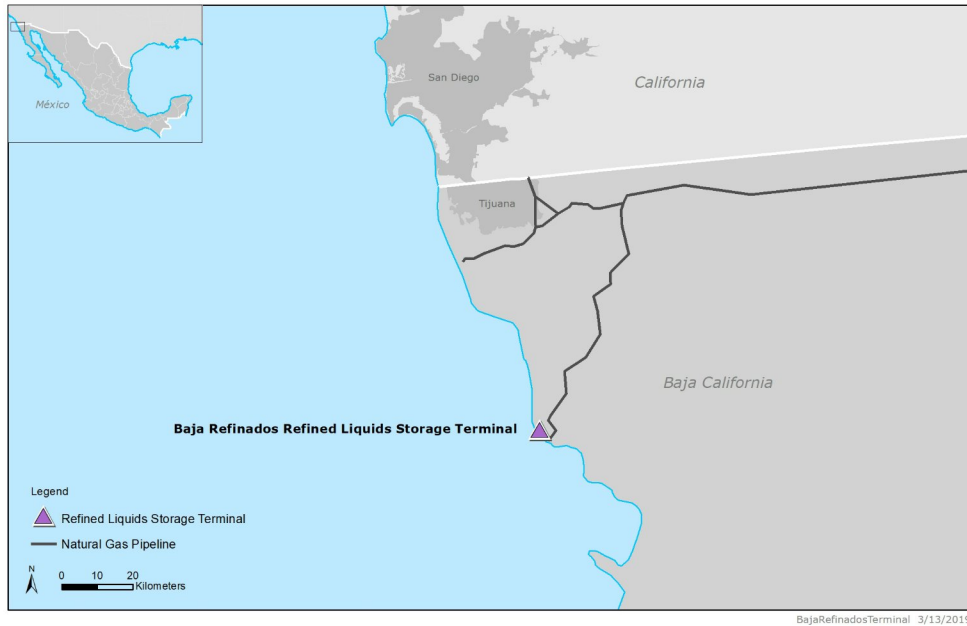 México
San Diego
California
Tijuana
Baja California
Baja Refinados Refined Liquids Storage Terminal
Legend
Refined Liquids Storage Terminal
Natural Gas Pipeline
N
0 10 20
Kilometers
BajaRefinadosTerminal 3/13/2019